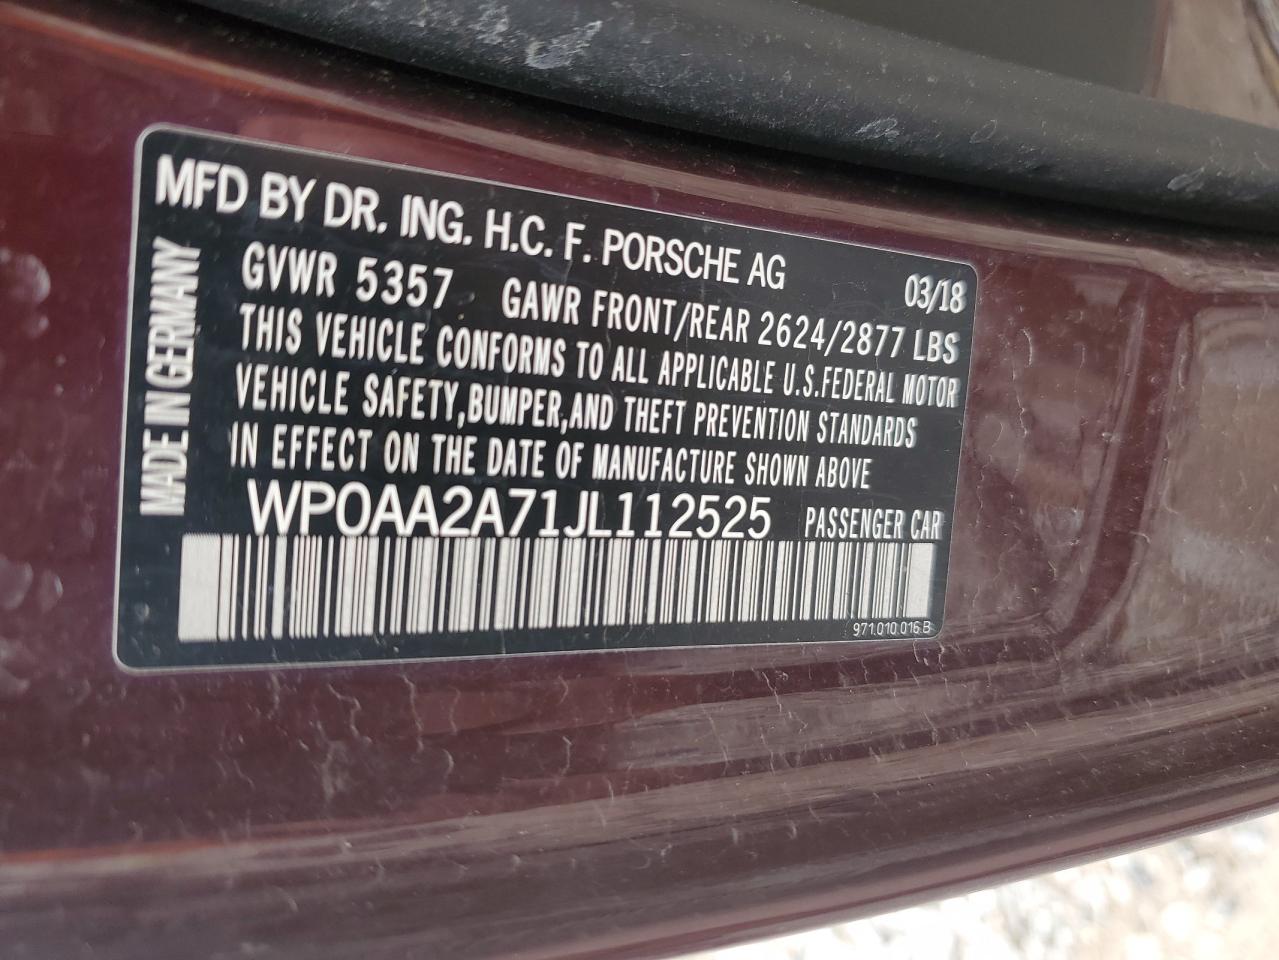 MFD BY DR. ING. H.C. F. PORSCHE AG 03/18
GVWR 5357 GAWR FRONT/REAR 2624/2877 LBS
THIS VEHICLE CONFORMS TO ALL APPLICABLE U.S.FEDERAL MOTOR
VEHICLE SAFETY,BUMPER,AND THEFT PREVENTION STANDARDS
IN EFFECT ON THE DATE OF MANUFACTURE SHOWN ABOVE
WP0AA2A71JL112525 PASSENGER CAR
971.010.016.B
MADE IN GERMANY